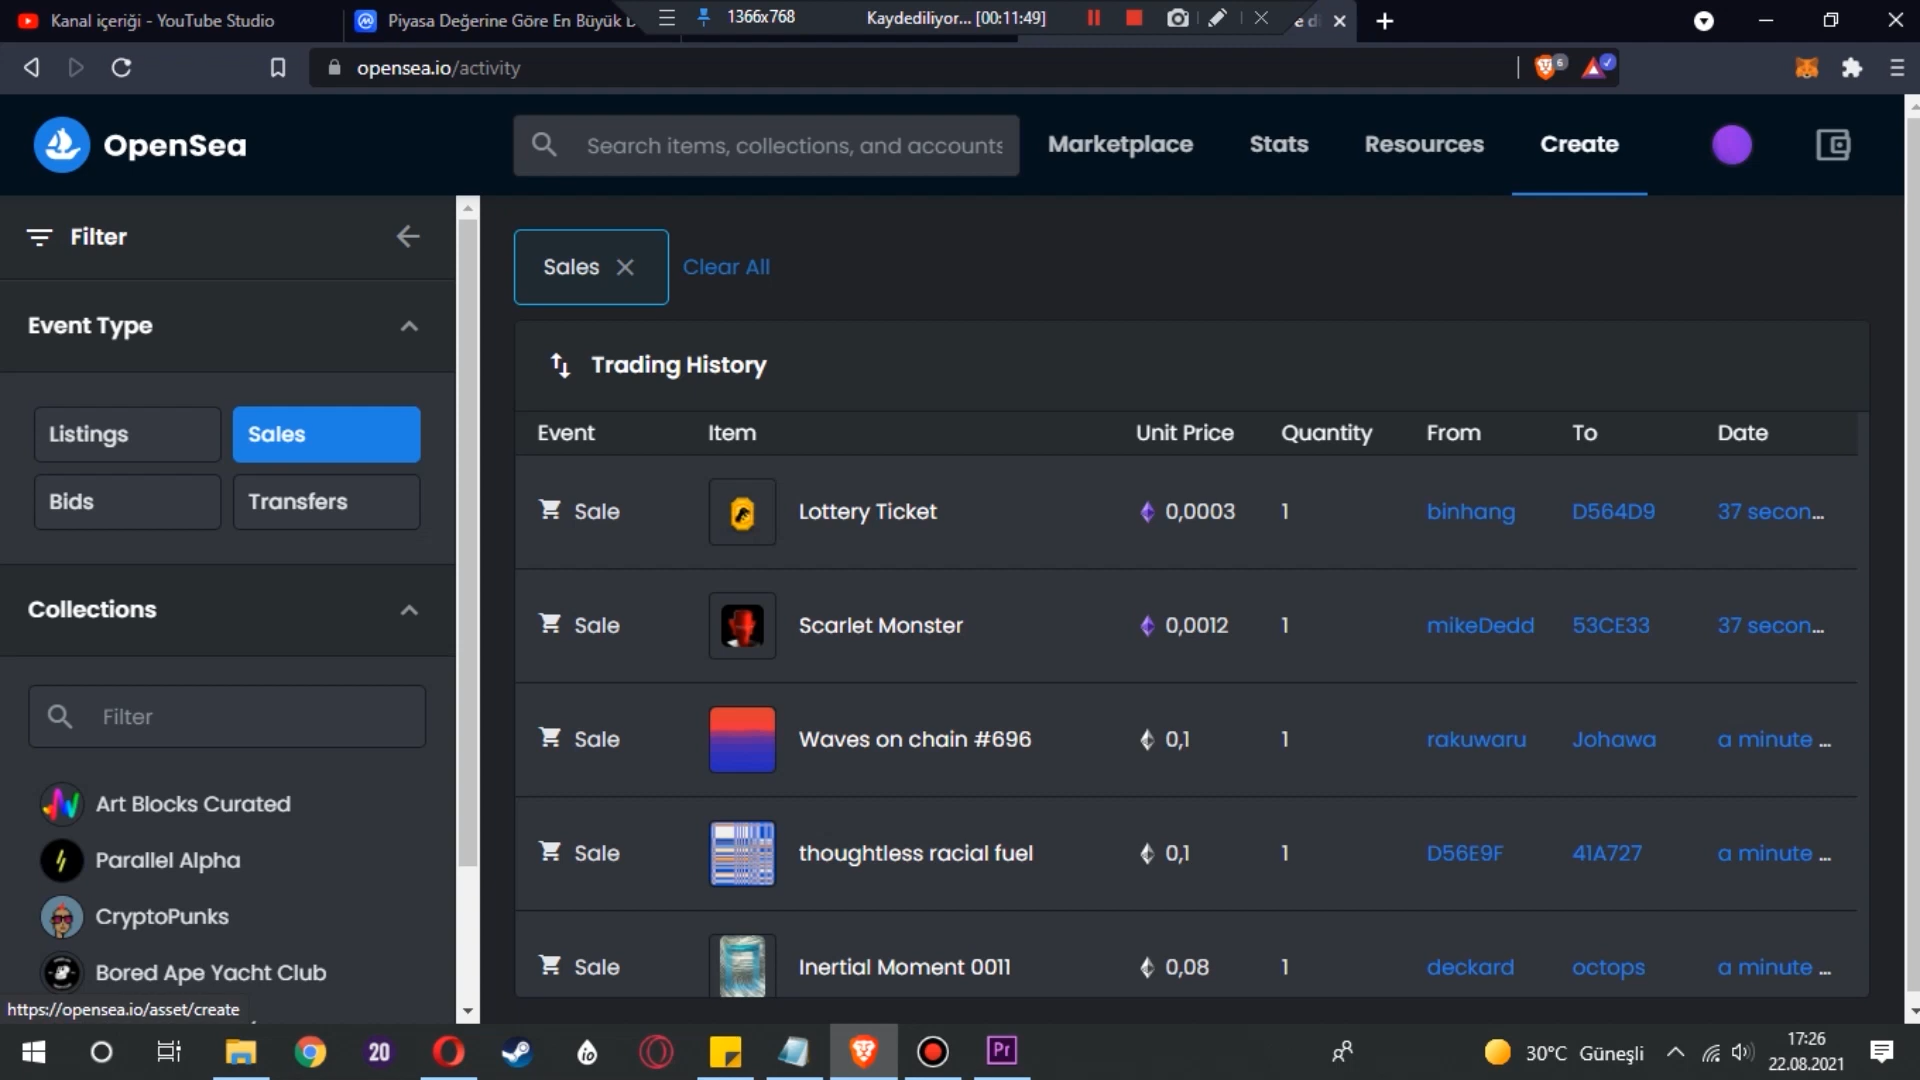 Kanal içeriği - YouTube Studio
Piyasa Değerine Göre En Büyük
1366x768
Kaydediliyor... [00:11:49]
opensea.io/activity
6
OpenSea
Search items, collections, and accounts
Marketplace
Stats
Resources
Create
Filter
Sales
Clear All
Event Type
Listings
Sales
Bids
Transfers
Collections
Filter
Art Blocks Curated
Parallel Alpha
CryptoPunks
Bored Ape Yacht Club
https://opensea.io/asset/create
Trading History
Event Item Unit Price Quantity From To Date
Sale Lottery Ticket 0,0003 1 binhang D564D9 37 secon...
Sale Scarlet Monster 0,0012 1 mikeDedd 53CE33 37 secon...
Sale Waves on chain #696 0,1 1 rakuwaru Johawa a minute ...
Sale thoughtless racial fuel 0,1 1 D56E9F 41A727 a minute ...
Sale Inertial Moment 0011 0,08 1 deckard octops a minute ...
20
io
Pr
30°C Güneşli
17:26
22.08.2021